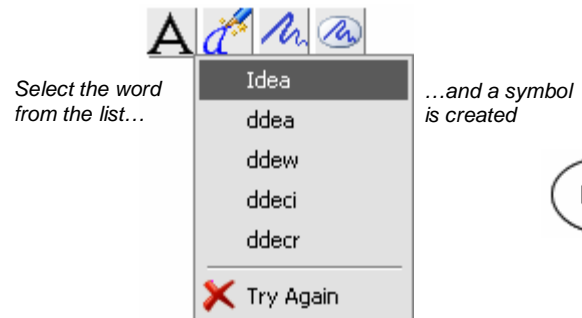 A
Select the word
from the list…
Idea
ddea
ddew
ddeci
ddecr
Try Again
…and a symbol
is created